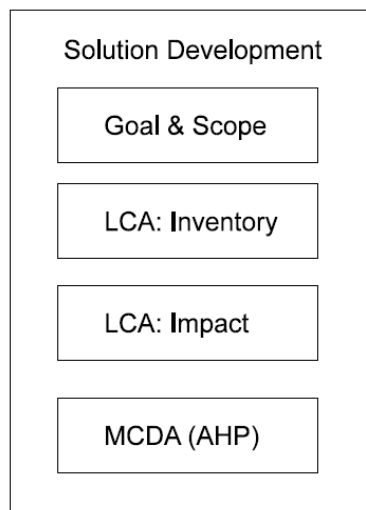 Solution Development
Goal & Scope
LCA: Inventory
LCA: Impact
MCDA (AHP)